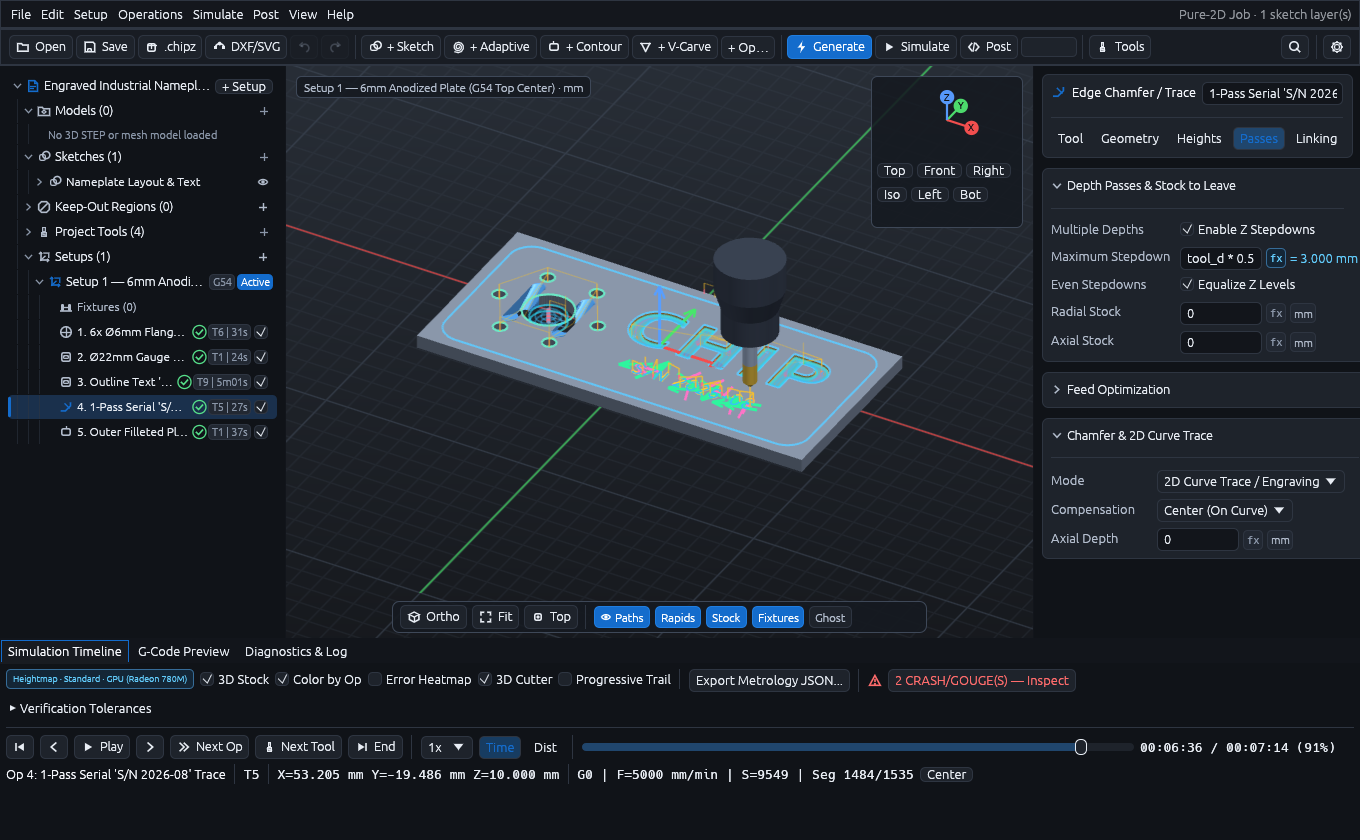 File Edit Setup Operations Simulate Post View Help
Pure-2D Job · 1 sketch layer(s)
Open Save .chipz DXF/SVG + Sketch + Adaptive + Contour + V-Carve + Op... Generate Simulate Post Tools
Engraved Industrial Namepl... + Setup
Models (0) +
No 3D STEP or mesh model loaded
Sketches (1) +
Nameplate Layout & Text
Keep-Out Regions (0) +
Project Tools (4) +
Setups (1) +
Setup 1 — 6mm Anodi... G54 Active
Fixtures (0)
1. 6x Ø6mm Flang... T6 | 31s
2. Ø22mm Gauge ... T1 | 24s
3. Outline Text '... T9 | 5m01s
4. 1-Pass Serial 'S/... T5 | 27s
5. Outer Filleted Pl... T1 | 37s
Setup 1 — 6mm Anodized Plate (G54 Top Center) · mm
Z Y X
Top Front Right
Iso Left Bot
CHIP
Ortho Fit Top Paths Rapids Stock Fixtures Ghost
Edge Chamfer / Trace 1-Pass Serial 'S/N 2026
Tool Geometry Heights Passes Linking
Depth Passes & Stock to Leave
Multiple Depths Enable Z Stepdowns
Maximum Stepdown tool_d * 0.5 fx = 3.000 mm
Even Stepdowns Equalize Z Levels
Radial Stock 0 fx mm
Axial Stock 0 fx mm
Feed Optimization
Chamfer & 2D Curve Trace
Mode 2D Curve Trace / Engraving
Compensation Center (On Curve)
Axial Depth 0 fx mm
Simulation Timeline G-Code Preview Diagnostics & Log
Heightmap · Standard · GPU (Radeon 780M) 3D Stock Color by Op Error Heatmap 3D Cutter Progressive Trail Export Metrology JSON... 2 CRASH/GOUGE(S) — Inspect
Verification Tolerances
Play Next Op Next Tool End 1x Time Dist 00:06:36 / 00:07:14 (91%)
Op 4: 1-Pass Serial 'S/N 2026-08' Trace T5 X=53.205 mm Y=-19.486 mm Z=10.000 mm G0 | F=5000 mm/min | S=9549 | Seg 1484/1535 Center